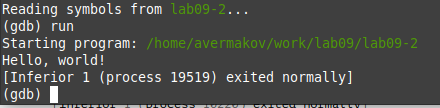 Reading symbols from lab09-2...
(gdb) run
Starting program: /home/avermakov/work/lab09/lab09-2
Hello, world!
[Inferior 1 (process 19519) exited normally]
(gdb)